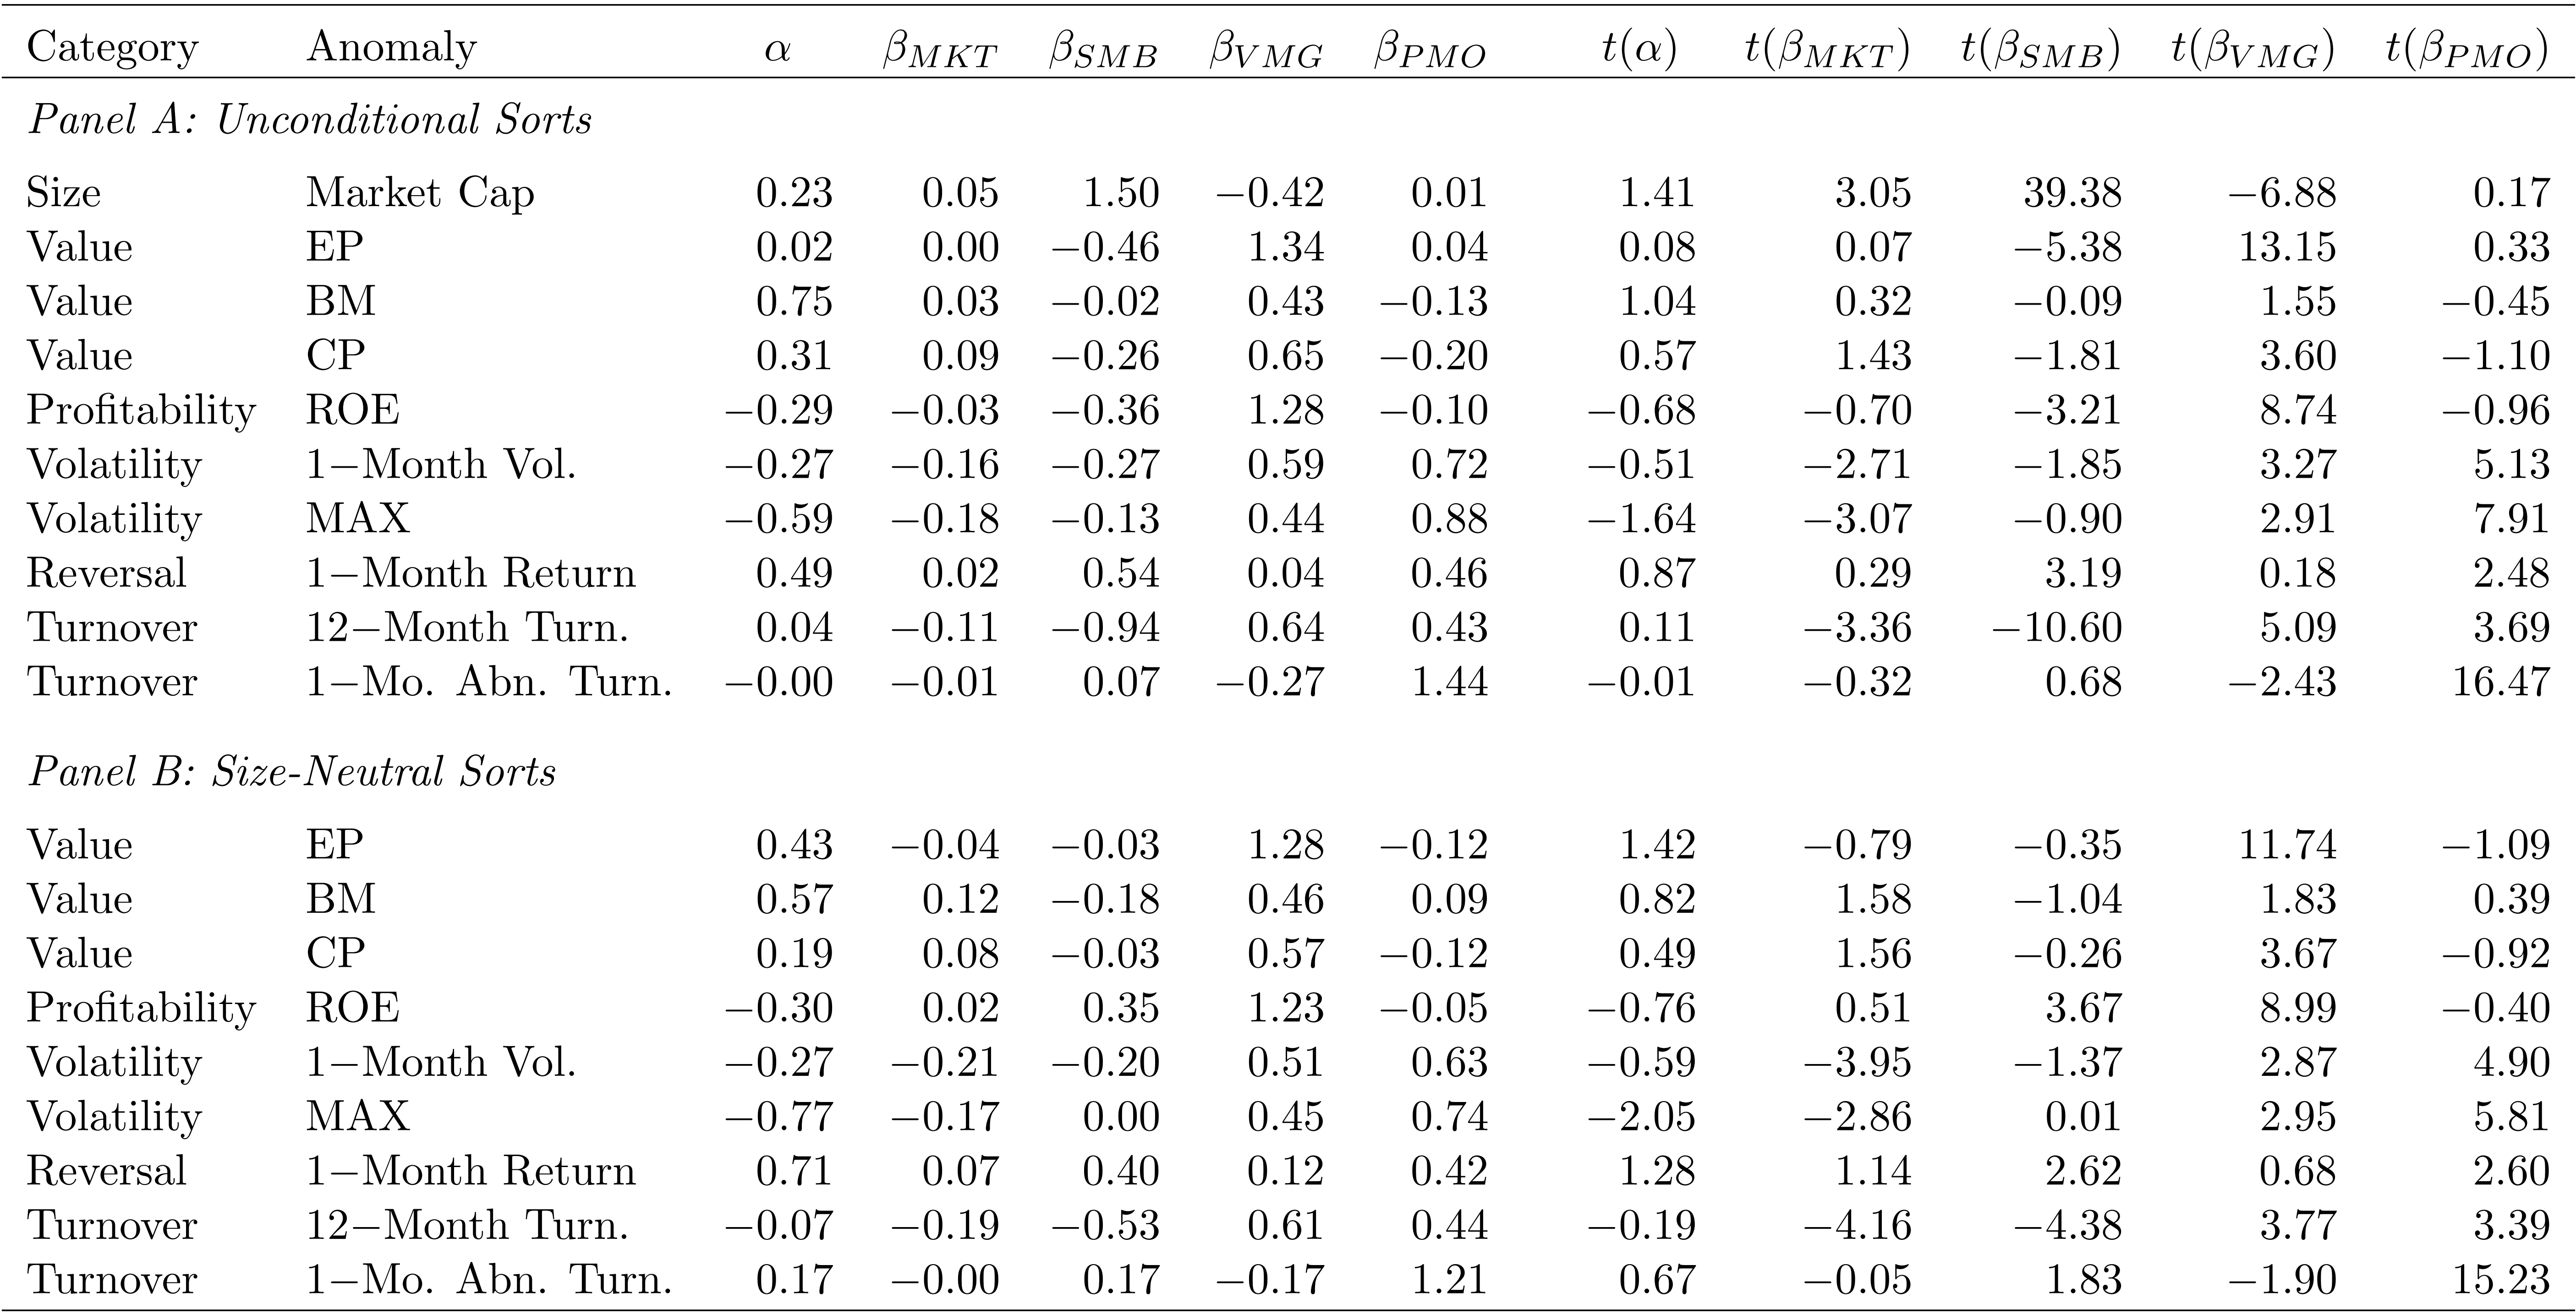 Category Anomaly α β_MKT β_SMB β_VMG β_PMO t(α) t(β_MKT) t(β_SMB) t(β_VMG) t(β_PMO)
Panel A: Unconditional Sorts
Size Market Cap 0.23 0.05 1.50 −0.42 0.01 1.41 3.05 39.38 −6.88 0.17
Value EP 0.02 0.00 −0.46 1.34 0.04 0.08 0.07 −5.38 13.15 0.33
Value BM 0.75 0.03 −0.02 0.43 −0.13 1.04 0.32 −0.09 1.55 −0.45
Value CP 0.31 0.09 −0.26 0.65 −0.20 0.57 1.43 −1.81 3.60 −1.10
Profitability ROE −0.29 −0.03 −0.36 1.28 −0.10 −0.68 −0.70 −3.21 8.74 −0.96
Volatility 1−Month Vol. −0.27 −0.16 −0.27 0.59 0.72 −0.51 −2.71 −1.85 3.27 5.13
Volatility MAX −0.59 −0.18 −0.13 0.44 0.88 −1.64 −3.07 −0.90 2.91 7.91
Reversal 1−Month Return 0.49 0.02 0.54 0.04 0.46 0.87 0.29 3.19 0.18 2.48
Turnover 12−Month Turn. 0.04 −0.11 −0.94 0.64 0.43 0.11 −3.36 −10.60 5.09 3.69
Turnover 1−Mo. Abn. Turn. −0.00 −0.01 0.07 −0.27 1.44 −0.01 −0.32 0.68 −2.43 16.47
Panel B: Size-Neutral Sorts
Value EP 0.43 −0.04 −0.03 1.28 −0.12 1.42 −0.79 −0.35 11.74 −1.09
Value BM 0.57 0.12 −0.18 0.46 0.09 0.82 1.58 −1.04 1.83 0.39
Value CP 0.19 0.08 −0.03 0.57 −0.12 0.49 1.56 −0.26 3.67 −0.92
Profitability ROE −0.30 0.02 0.35 1.23 −0.05 −0.76 0.51 3.67 8.99 −0.40
Volatility 1−Month Vol. −0.27 −0.21 −0.20 0.51 0.63 −0.59 −3.95 −1.37 2.87 4.90
Volatility MAX −0.77 −0.17 0.00 0.45 0.74 −2.05 −2.86 0.01 2.95 5.81
Reversal 1−Month Return 0.71 0.07 0.40 0.12 0.42 1.28 1.14 2.62 0.68 2.60
Turnover 12−Month Turn. −0.07 −0.19 −0.53 0.61 0.44 −0.19 −4.16 −4.38 3.77 3.39
Turnover 1−Mo. Abn. Turn. 0.17 −0.00 0.17 −0.17 1.21 0.67 −0.05 1.83 −1.90 15.23